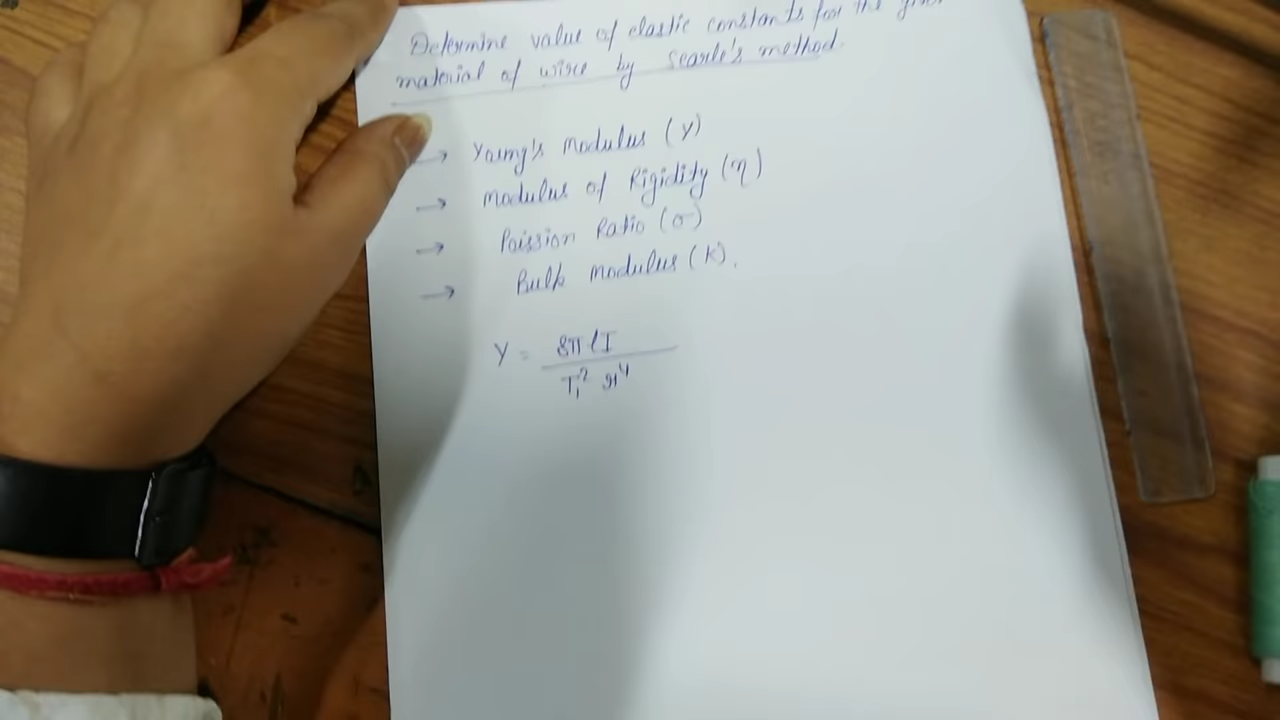 Determine value of elastic constants for the given
material of wire by Searle's method.
→ Young's Modulus (Y)
→ Modulus of Rigidity (η)
→ Poission Ratio (σ)
→ Bulk Modulus (K).
Y = 8πlI / T₁² r⁴